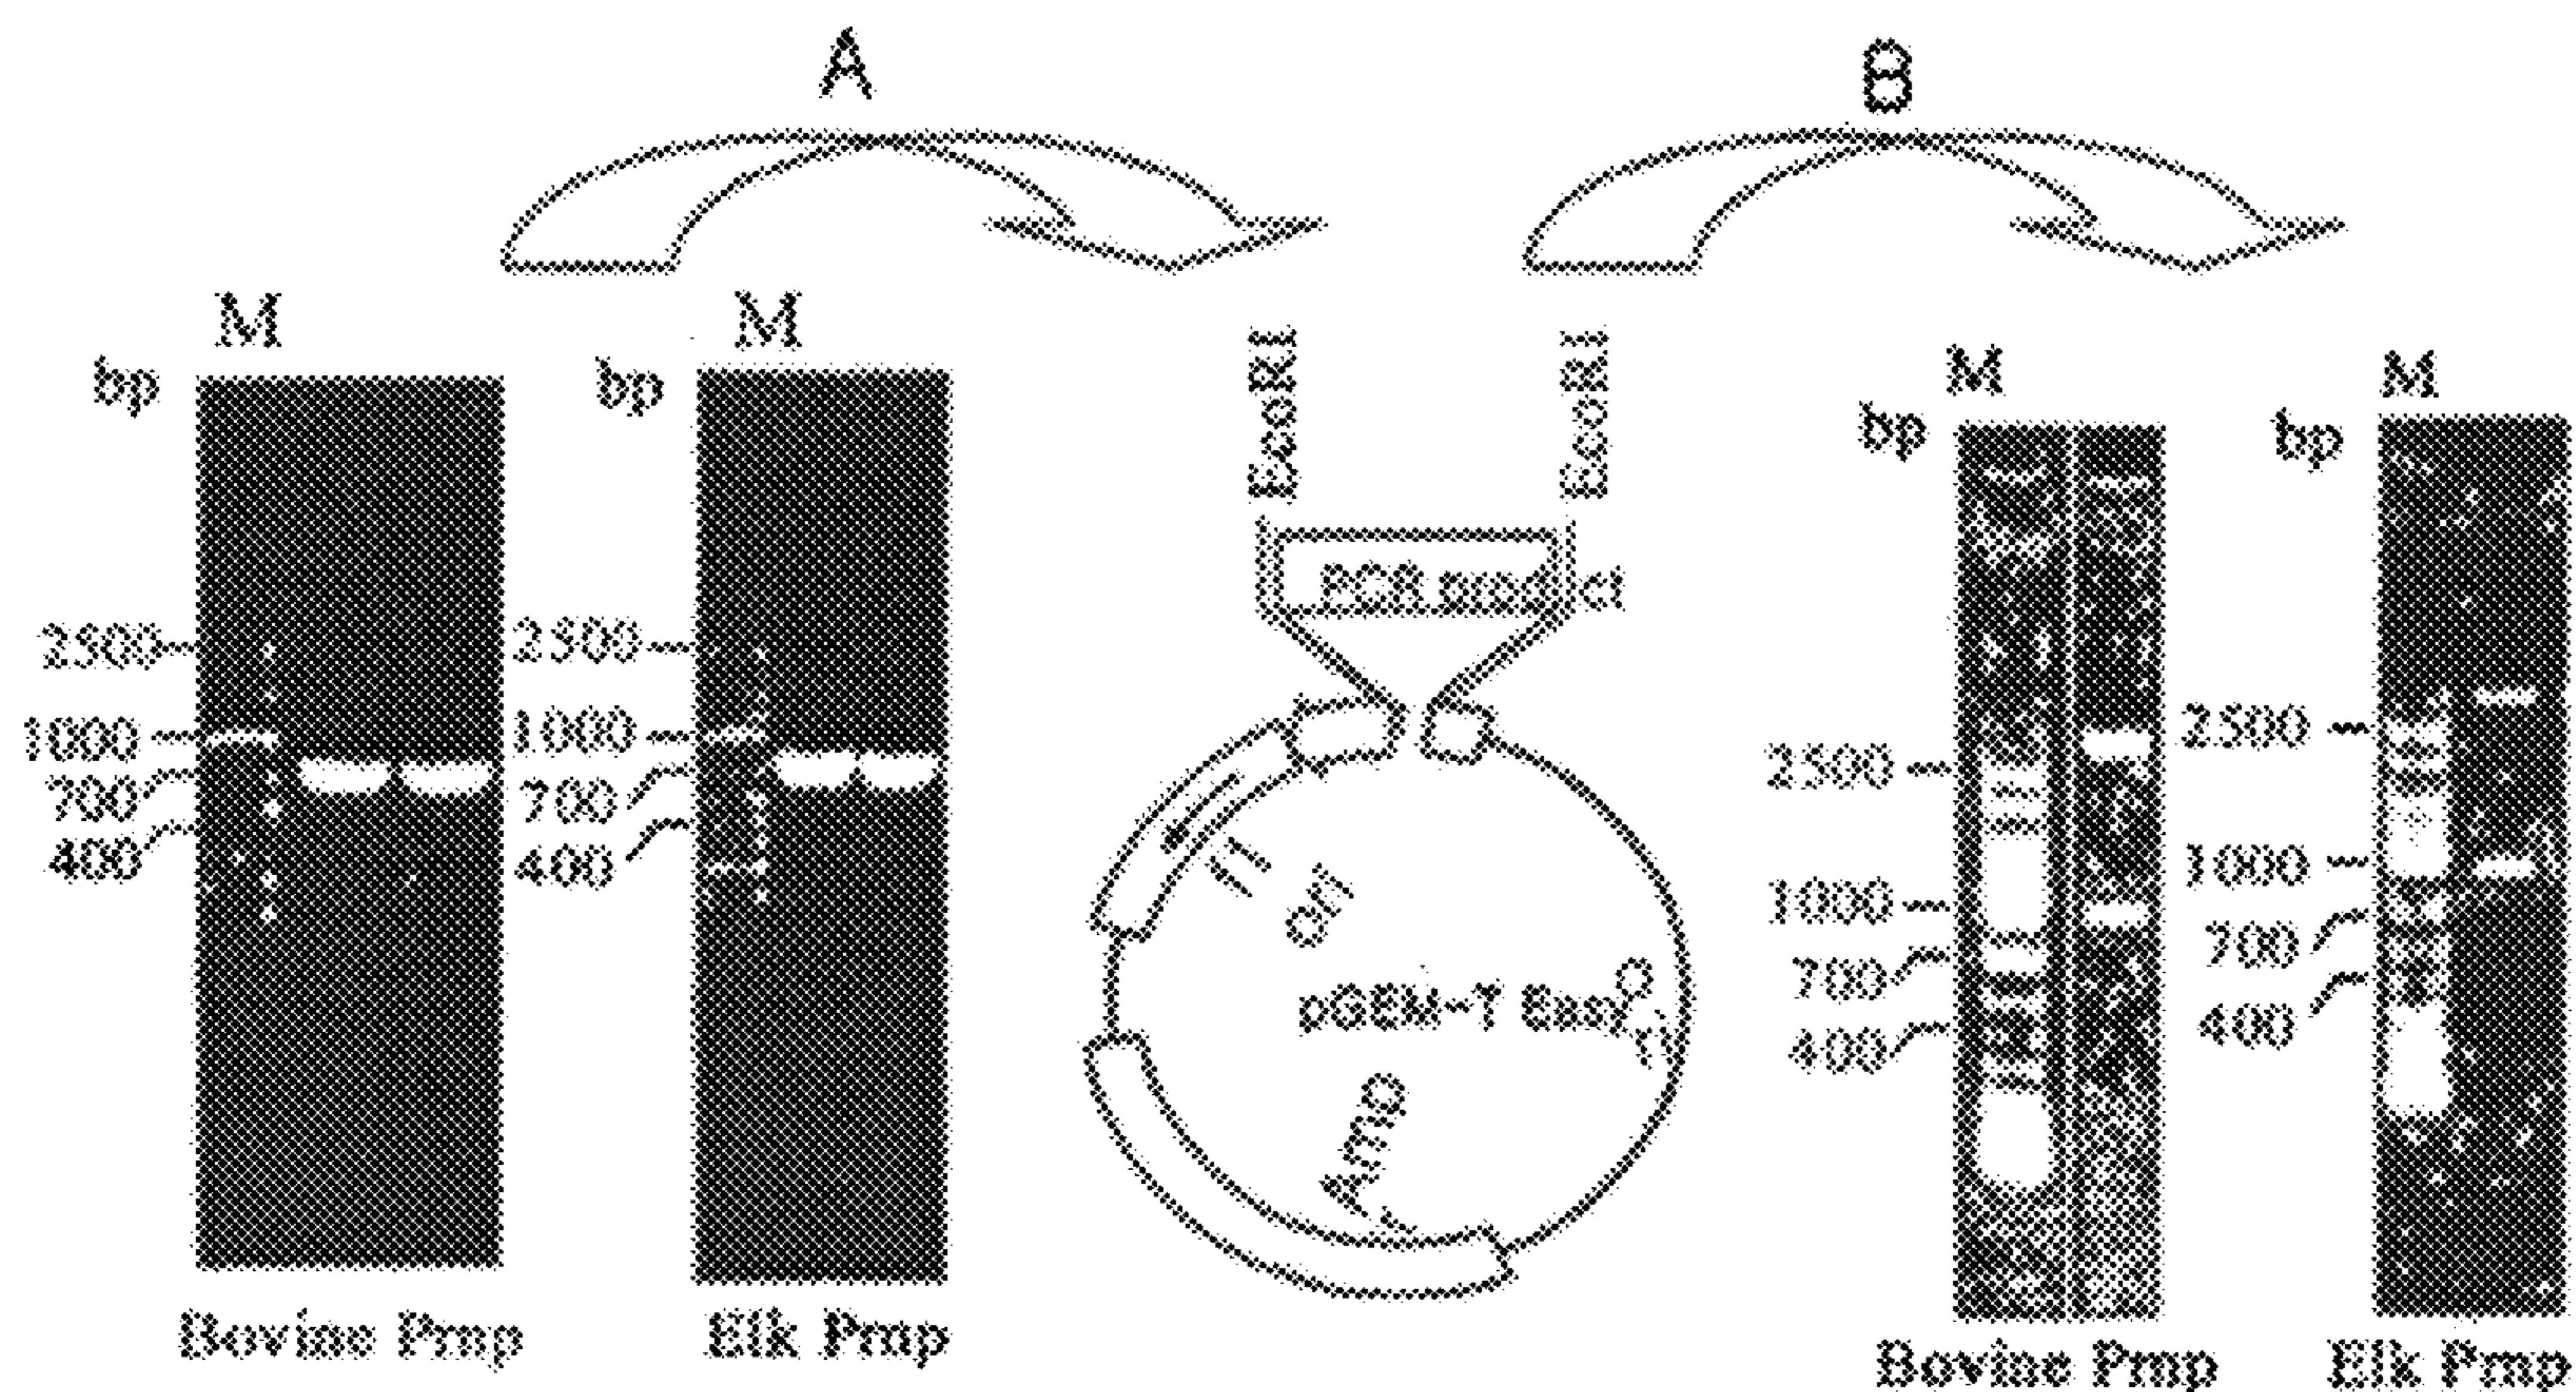 A
B
M
bp
2500
1000
700
400
Bovine Prnp
M
bp
2500
1000
700
400
Elk Prnp
EcoRI
EcoRI
PCR product
f1
ori
pGEM-T Easy
Amp
M
bp
2500
1000
700
400
Bovine Prnp
M
bp
2500
1000
700
400
Elk Prnp